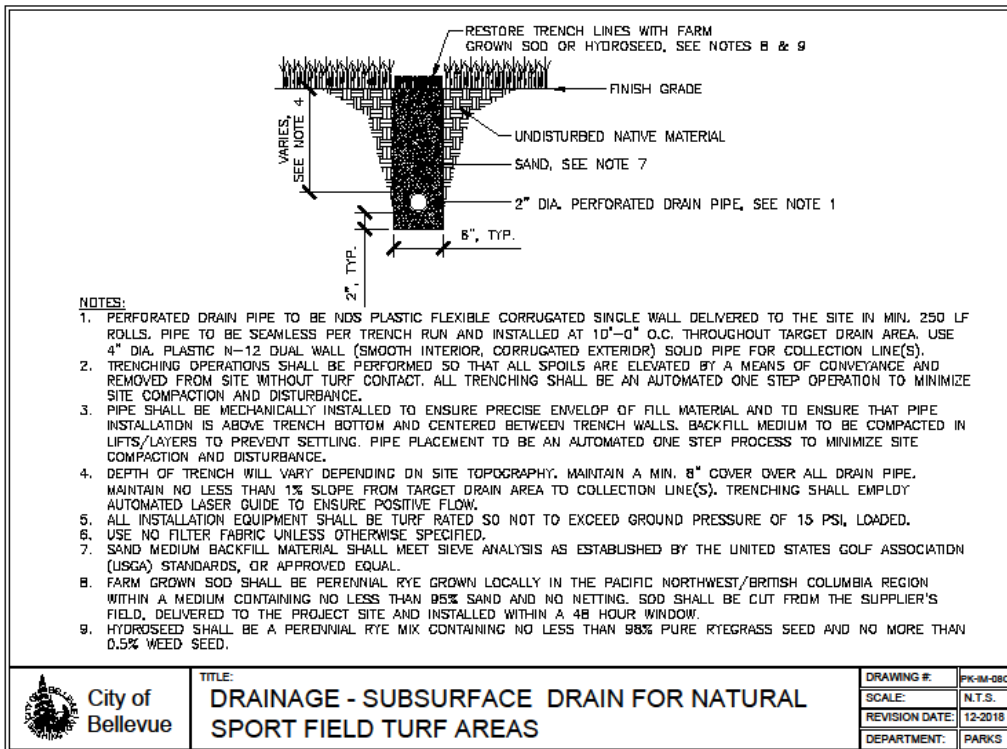 RESTORE TRENCH LINES WITH FARM
GROWN SOD OR HYDROSEED, SEE NOTES 8 & 9
FINISH GRADE
VARIES,
SEE NOTE 4
UNDISTURBED NATIVE MATERIAL
SAND, SEE NOTE 7
2" DIA. PERFORATED DRAIN PIPE, SEE NOTE 1
6", TYP.
2", TYP.
NOTES:
1. PERFORATED DRAIN PIPE TO BE NDS PLASTIC FLEXIBLE CORRUGATED SINGLE WALL DELIVERED TO THE SITE IN MIN. 250 LF
ROLLS. PIPE TO BE SEAMLESS PER TRENCH RUN AND INSTALLED AT 10'-0" O.C. THROUGHOUT TARGET DRAIN AREA. USE
4" DIA. PLASTIC N-12 DUAL WALL (SMOOTH INTERIOR, CORRUGATED EXTERIOR) SOLID PIPE FOR COLLECTION LINE(S).
2. TRENCHING OPERATIONS SHALL BE PERFORMED SO THAT ALL SPOILS ARE ELEVATED BY A MEANS OF CONVEYANCE AND
REMOVED FROM SITE WITHOUT TURF CONTACT. ALL TRENCHING SHALL BE AN AUTOMATED ONE STEP OPERATION TO MINIMIZE
SITE COMPACTION AND DISTURBANCE.
3. PIPE SHALL BE MECHANICALLY INSTALLED TO ENSURE PRECISE ENVELOP OF FILL MATERIAL AND TO ENSURE THAT PIPE
INSTALLATION IS ABOVE TRENCH BOTTOM AND CENTERED BETWEEN TRENCH WALLS. BACKFILL MEDIUM TO BE COMPACTED IN
LIFTS/LAYERS TO PREVENT SETTLING. PIPE PLACEMENT TO BE AN AUTOMATED ONE STEP PROCESS TO MINIMIZE SITE
COMPACTION AND DISTURBANCE.
4. DEPTH OF TRENCH WILL VARY DEPENDING ON SITE TOPOGRAPHY. MAINTAIN A MIN. 8" COVER OVER ALL DRAIN PIPE.
MAINTAIN NO LESS THAN 1% SLOPE FROM TARGET DRAIN AREA TO COLLECTION LINE(S). TRENCHING SHALL EMPLOY
AUTOMATED LASER GUIDE TO ENSURE POSITIVE FLOW.
5. ALL INSTALLATION EQUIPMENT SHALL BE TURF RATED SO NOT TO EXCEED GROUND PRESSURE OF 15 PSI, LOADED.
6. USE NO FILTER FABRIC UNLESS OTHERWISE SPECIFIED.
7. SAND MEDIUM BACKFILL MATERIAL SHALL MEET SIEVE ANALYSIS AS ESTABLISHED BY THE UNITED STATES GOLF ASSOCIATION
(USGA) STANDARDS, OR APPROVED EQUAL.
8. FARM GROWN SOD SHALL BE PERENNIAL RYE GROWN LOCALLY IN THE PACIFIC NORTHWEST/BRITISH COLUMBIA REGION
WITHIN A MEDIUM CONTAINING NO LESS THAN 95% SAND AND NO NETTING. SOD SHALL BE CUT FROM THE SUPPLIER'S
FIELD, DELIVERED TO THE PROJECT SITE AND INSTALLED WITHIN A 48 HOUR WINDOW.
9. HYDROSEED SHALL BE A PERENNIAL RYE MIX CONTAINING NO LESS THAN 98% PURE RYEGRASS SEED AND NO MORE THAN
0.5% WEED SEED.
City of
Bellevue
TITLE:
DRAINAGE - SUBSURFACE DRAIN FOR NATURAL
SPORT FIELD TURF AREAS
DRAWING #:
SCALE: N.T.S.
REVISION DATE: 12-2018
DEPARTMENT: PARKS